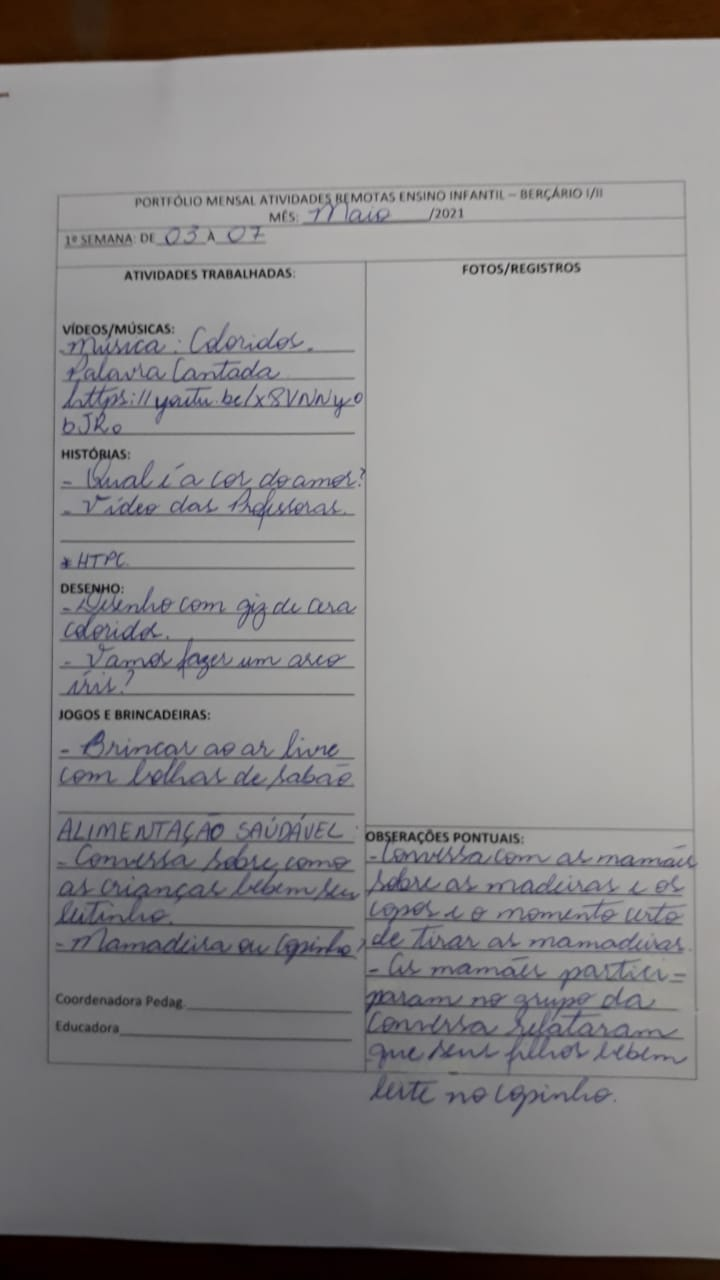 PORTFÓLIO MENSAL ATIVIDADES REMOTAS ENSINO INFANTIL – BERÇÁRIO I/II
MÊS: Maio /2021
1º SEMANA: DE 03 À 07
ATIVIDADES TRABALHADAS:
VÍDEOS/MÚSICAS:
Música: Coloridos.
Palavra Cantada
https://youtu.be/x8VNNyo
bJRo
HISTÓRIAS:
- Qual é a cor do amor?
- Vídeo das Professoras.
* HTPC
DESENHO:
- Desenho com giz de cera
colorido.
- Vamos fazer um arco
íris?
JOGOS E BRINCADEIRAS:
- Brincar ao ar livre
com bolhas de sabão
ALIMENTAÇÃO SAÚDÁVEL:
- Conversa sobre como
as crianças bebem seu
leitinho.
- Mamadeira ou Copinho?
Coordenadora Pedag.
Educadora
FOTOS/REGISTROS
OBSERAÇÕES PONTUAIS:
- Conversa com as mamães
sobre as madeiras e os
copos e o momento certo
de tirar as mamadeiras.
- As mamães partici=
param no grupo da
Conversa relataram
que seus filhos bebem
leite no copinho.